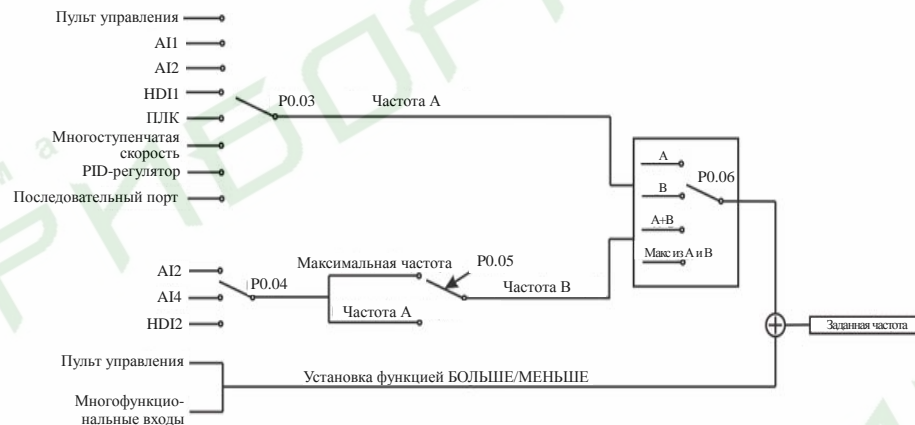 Пульт управления
AI1
AI2
HDI1
ПЛК
Многоступенчатая
скорость
PID-регулятор
Последовательный порт
P0.03
Частота А
А
В
А+В
Макс из А и В
P0.06
AI2
AI4
HDI2
P0.04
Максимальная частота
Частота А
P0.05
Частота В
Заданная частота
Пульт управления
Многофункцио-
нальные входы
Установка функцией БОЛЬШЕ/МЕНЬШЕ